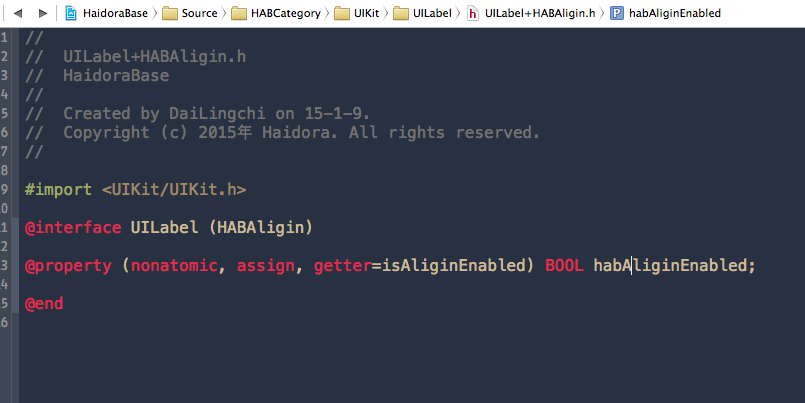 HaidoraBase > Source > HABCategory > UIKit > UILabel > UILabel+HABAligin.h > P habAliginEnabled
1 //
2 //  UILabel+HABAligin.h
3 //  HaidoraBase
4 //
5 //  Created by DaiLingchi on 15-1-9.
6 //  Copyright (c) 2015年 Haidora. All rights reserved.
7 //
8
9 #import <UIKit/UIKit.h>
10
11 @interface UILabel (HABAligin)
12
13 @property (nonatomic, assign, getter=isAliginEnabled) BOOL habAliginEnabled;
14
15 @end
16